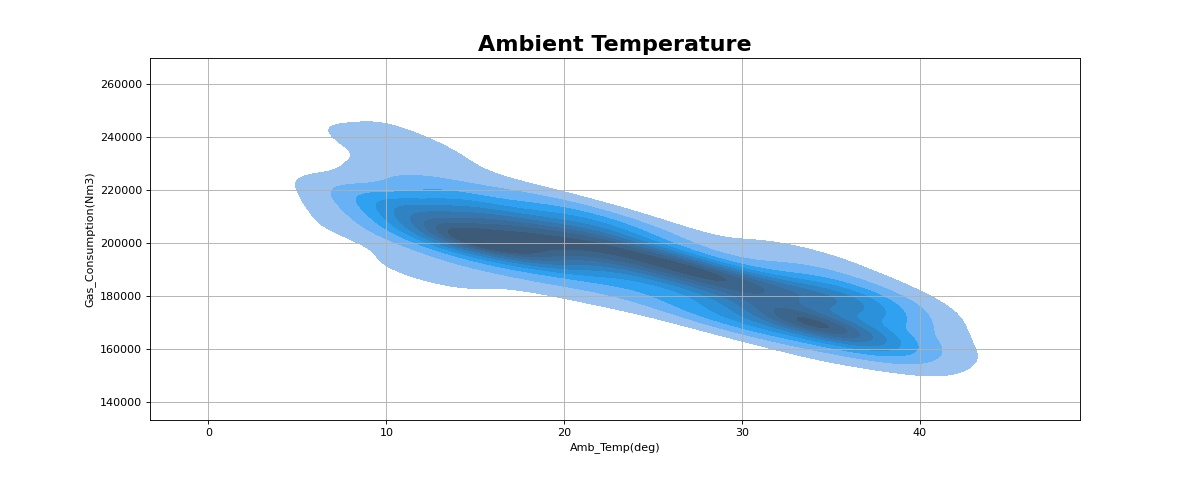 Ambient Temperature
260000
240000
220000
200000
180000
160000
140000
Gas_Consumption(Nm3)
0 10 20 30 40
Amb_Temp(deg)